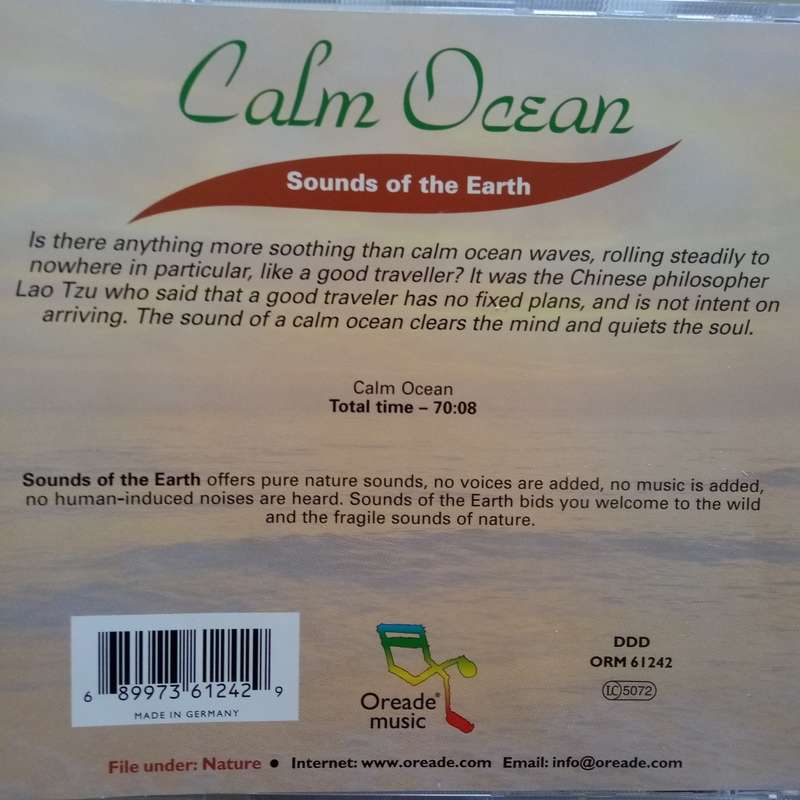 Calm Ocean
Sounds of the Earth
Is there anything more soothing than calm ocean waves, rolling steadily to
nowhere in particular, like a good traveller? It was the Chinese philosopher
Lao Tzu who said that a good traveler has no fixed plans, and is not intent on
arriving. The sound of a calm ocean clears the mind and quiets the soul.
Calm Ocean
Total time – 70:08
Sounds of the Earth offers pure nature sounds, no voices are added, no music is added,
no human-induced noises are heard. Sounds of the Earth bids you welcome to the wild
and the fragile sounds of nature.
6 89973 61242 9
MADE IN GERMANY
Oreade®
music
DDD
ORM 61242
LC 5072
File under: Nature • Internet: www.oreade.com Email: info@oreade.com